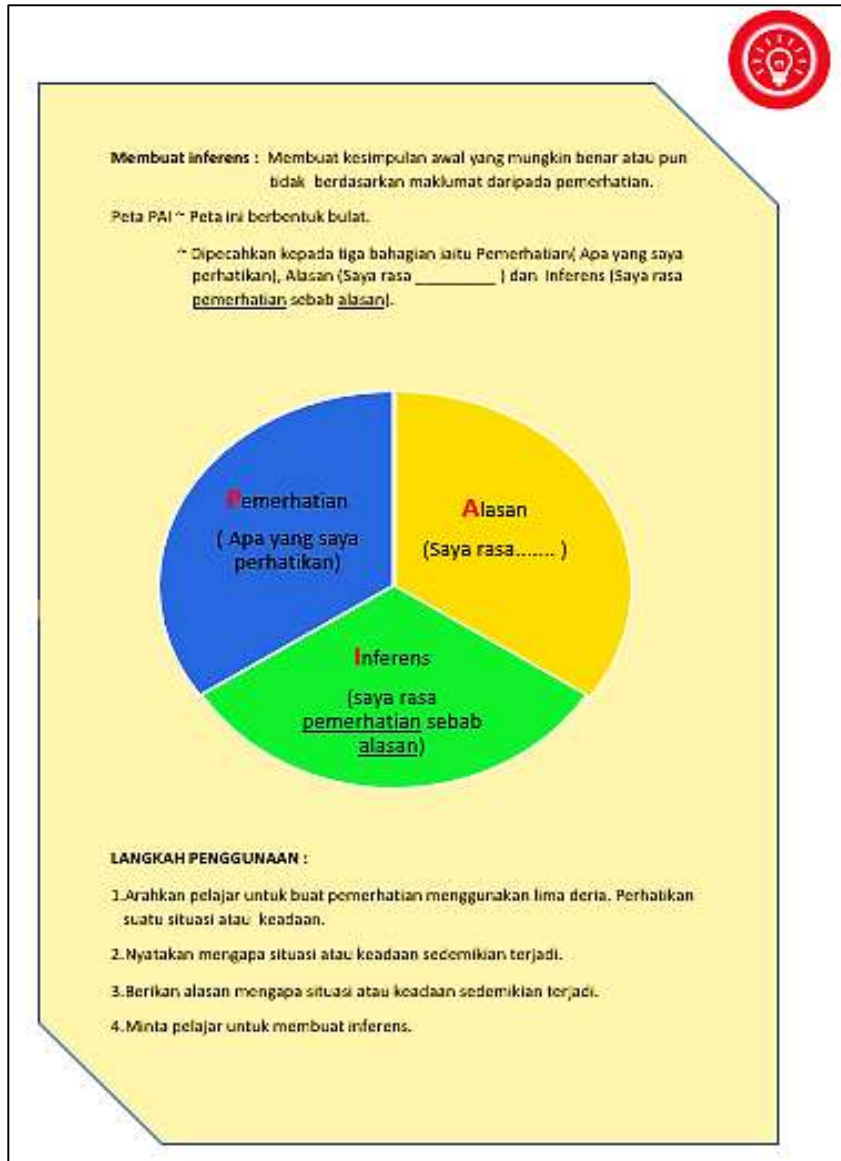 Membuat inferens : Membuat kesimpulan awal yang mungkin benar atau pun
tidak berdasarkan maklumat daripada pemerhatian.
Peta PAI ~ Peta ini berbentuk bulat.
~ Dipecahkan kepada tiga bahagian iaitu Pemerhatian( Apa yang saya
perhatikan), Alasan (Saya rasa __________ ) dan Inferens (Saya rasa
pemerhatian sebab alasan).
Pemerhatian
( Apa yang saya
perhatikan)
Alasan
(Saya rasa....... )
Inferens
(saya rasa
pemerhatian sebab
alasan)
LANGKAH PENGGUNAAN :
1.Arahkan pelajar untuk buat pemerhatian menggunakan lima deria. Perhatikan
suatu situasi atau keadaan.
2.Nyatakan mengapa situasi atau keadaan sedemikian terjadi.
3.Berikan alasan mengapa situasi atau keadaan sedemikian terjadi.
4.Minta pelajar untuk membuat inferens.